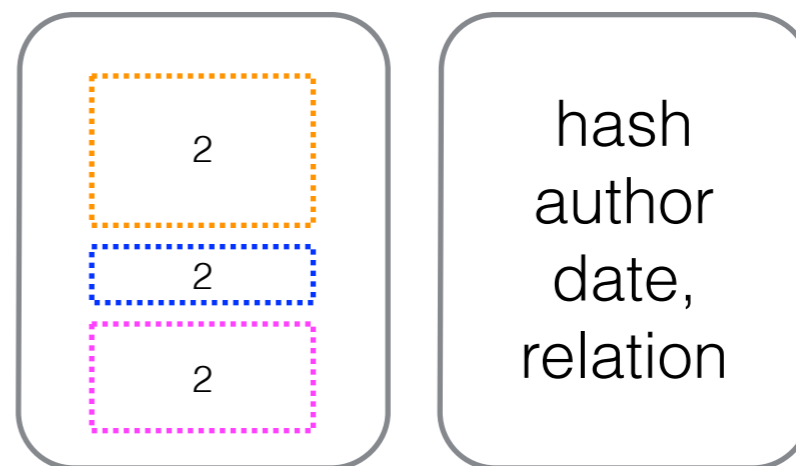 2
2
2
hash
author
date,
relation